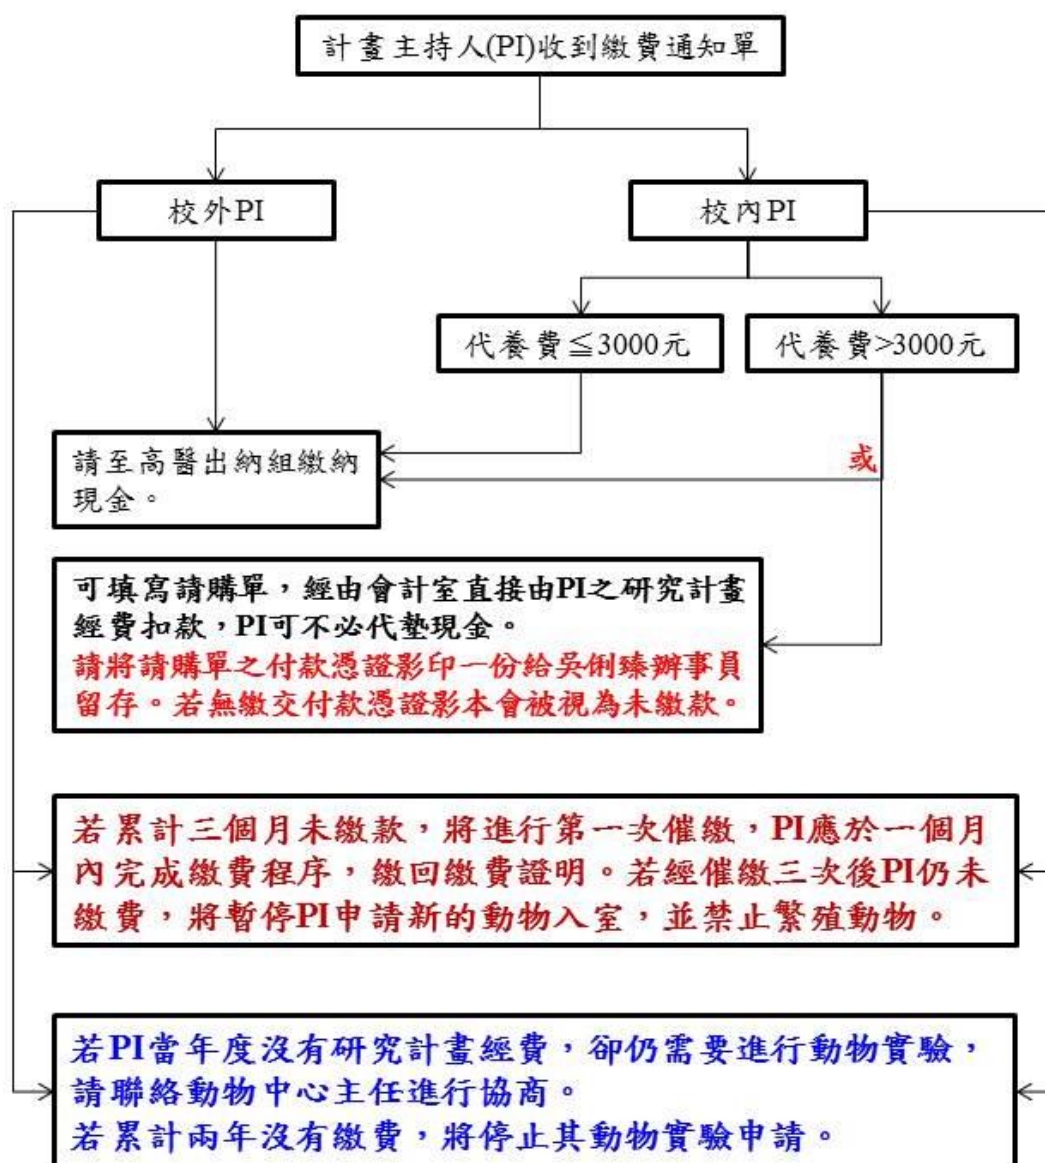 計畫主持人(PI)收到繳費通知單
校外PI
校內PI
代養費≦3000元
代養費>3000元
請至高醫出納組繳納
現金。
或
可填寫請購單，經由會計室直接由PI之研究計畫
經費扣款，PI可不必代墊現金。
請將請購單之付款憑證影印一份給吳俐臻辦事員
留存。若無繳交付款憑證影本會被視為未繳款。
若累計三個月未繳款，將進行第一次催繳，PI應於一個月
內完成繳費程序，繳回繳費證明。若經催繳三次後PI仍未
繳費，將暫停PI申請新的動物入室，並禁止繁殖動物。
若PI當年度沒有研究計畫經費，卻仍需要進行動物實驗，
請聯絡動物中心主任進行協商。
若累計兩年沒有繳費，將停止其動物實驗申請。